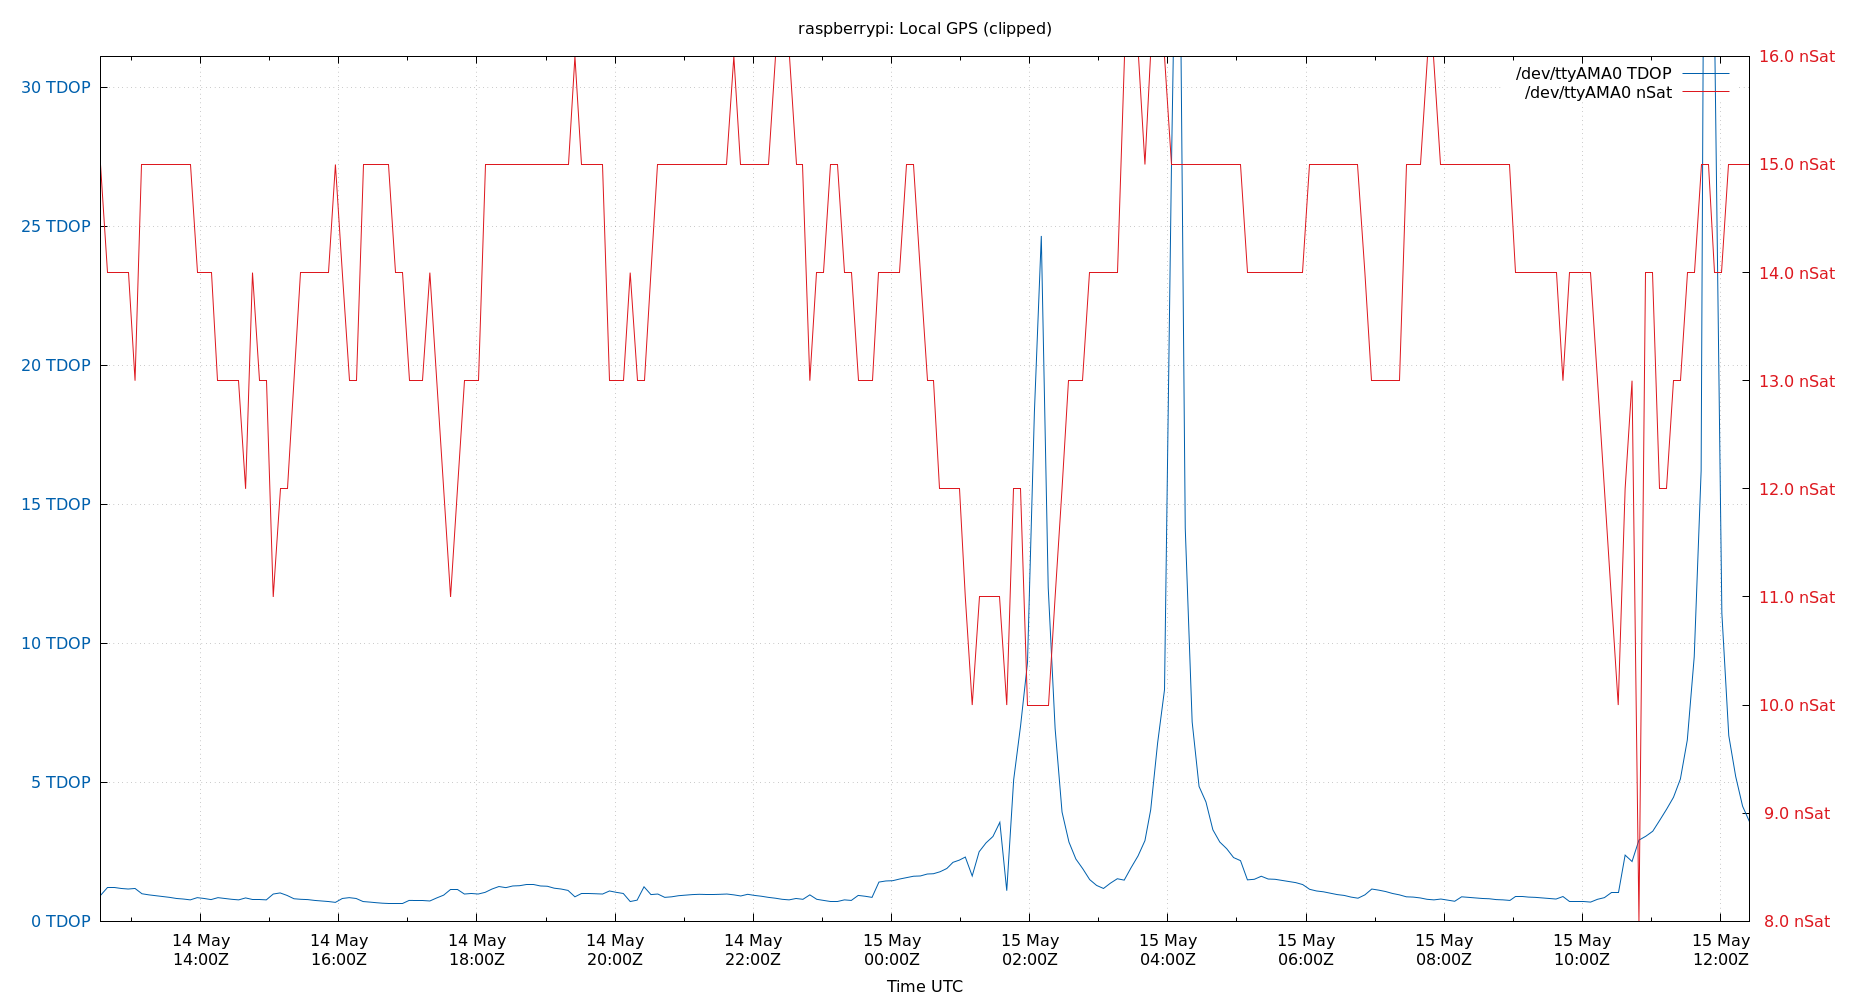 raspberrypi: Local GPS (clipped)
/dev/ttyAMA0 TDOP
/dev/ttyAMA0 nSat
30 TDOP
25 TDOP
20 TDOP
15 TDOP
10 TDOP
5 TDOP
0 TDOP
16.0 nSat
15.0 nSat
14.0 nSat
13.0 nSat
12.0 nSat
11.0 nSat
10.0 nSat
9.0 nSat
8.0 nSat
14 May
14:00Z
14 May
16:00Z
14 May
18:00Z
14 May
20:00Z
14 May
22:00Z
15 May
00:00Z
15 May
02:00Z
15 May
04:00Z
15 May
06:00Z
15 May
08:00Z
15 May
10:00Z
15 May
12:00Z
Time UTC